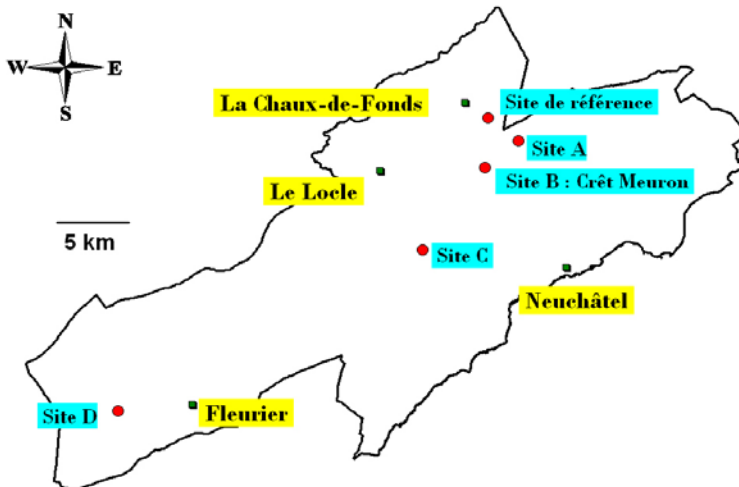 N
W E
S
La Chaux-de-Fonds
Site de référence
Site A
Site B : Crêt Meuron
Le Locle
5 km
Site C
Neuchâtel
Site D
Fleurier